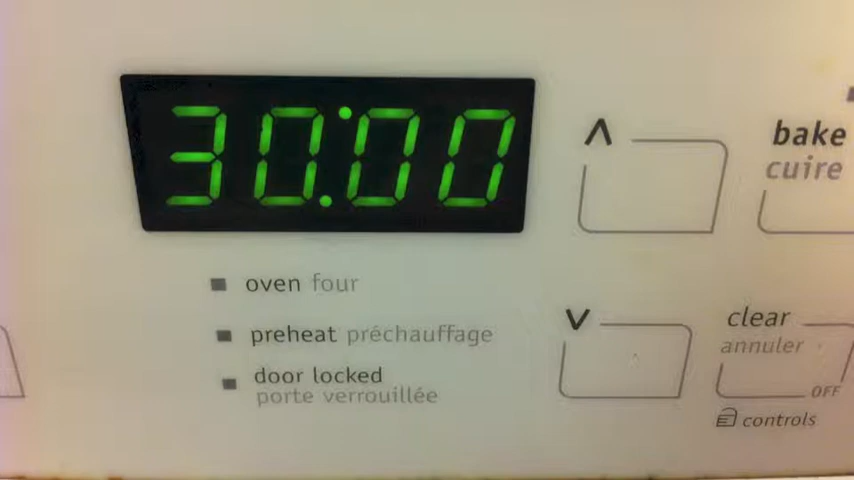 30:00
bake
cuire
oven four
preheat préchauffage
door locked
porte verrouillée
clear
annuler
OFF
controls